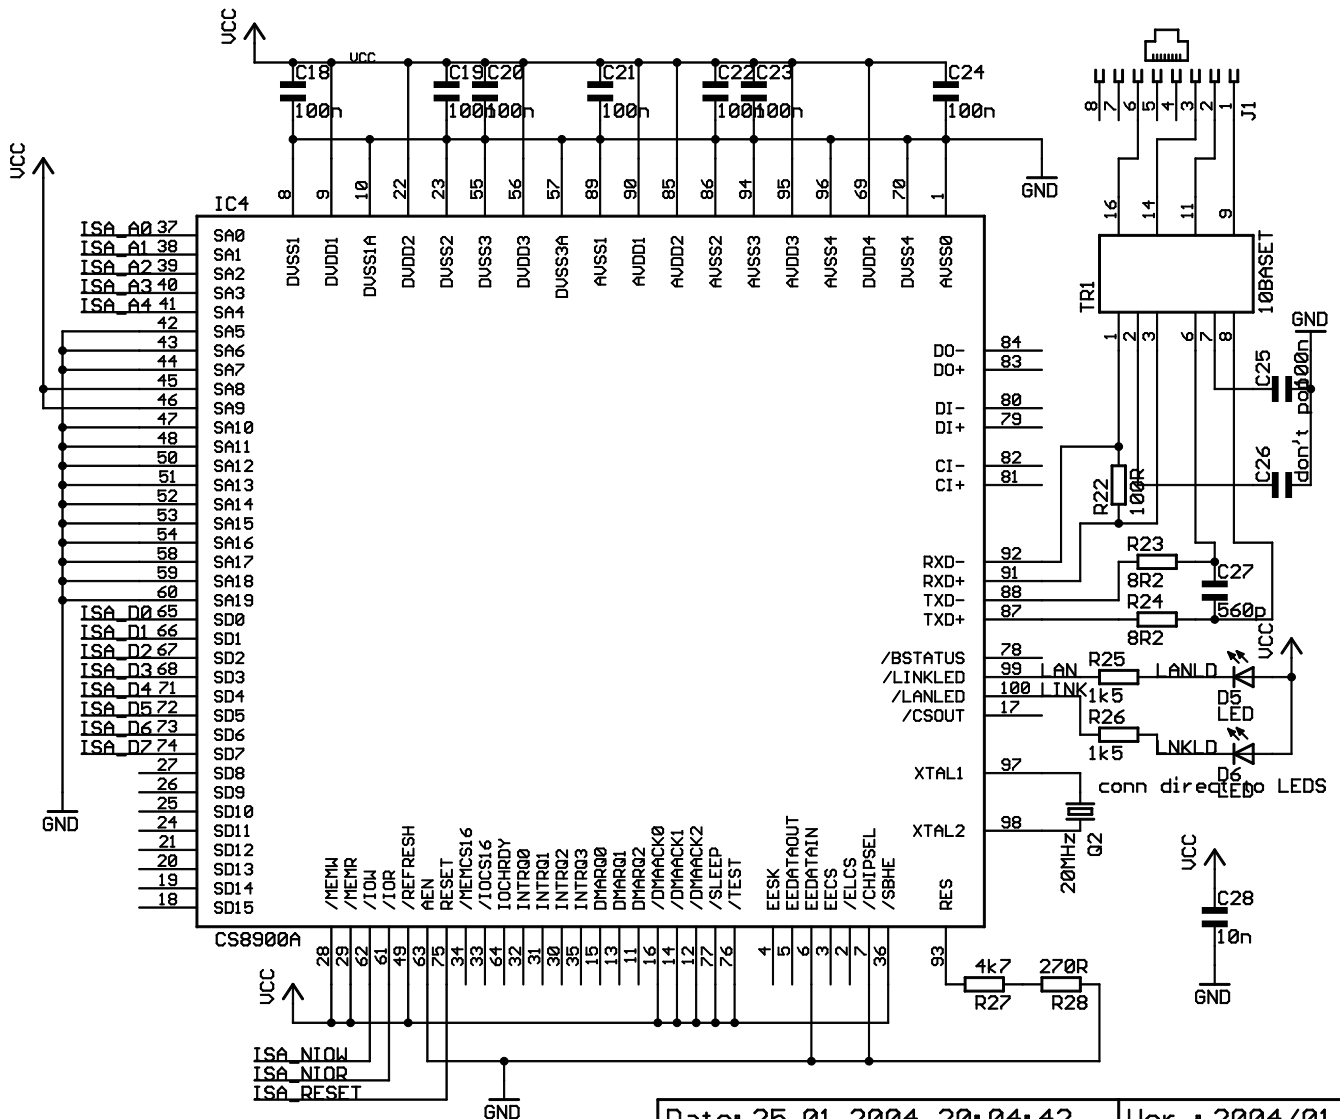 VCC
VCC
C18
100n
C19
100n
C20
100n
C21
100n
C22
100n
C23
100n
C24
100n
8 7 6 5 4 3 2 1
J1
VCC
GND
8 9 10 22 23 55 56 57 89 90 85 86 94 95 96 69 70 1
16 14 11 9
IC4
DVSS1 DVDD1 DVSS1A DVDD2 DVSS2 DVSS3 DVDD3 DVSS3A AVSS1 AVDD1 AVDD2 AVSS2 AVSS3 AVDD3 AVSS4 DVDD4 DVSS4 AVSS0
TR1
10BASET
1 2 3 6 7 8
GND
ISA_A0 37 SA0
ISA_A1 38 SA1
ISA_A2 39 SA2
ISA_A3 40 SA3
ISA_A4 41 SA4
42 SA5
43 SA6
44 SA7
45 SA8
46 SA9
47 SA10
48 SA11
50 SA12
51 SA13
52 SA14
53 SA15
54 SA16
58 SA17
59 SA18
60 SA19
ISA_D0 65 SD0
ISA_D1 66 SD1
ISA_D2 67 SD2
ISA_D3 68 SD3
ISA_D4 71 SD4
ISA_D5 72 SD5
ISA_D6 73 SD6
ISA_D7 74 SD7
27 SD8
26 SD9
25 SD10
24 SD11
21 SD12
20 SD13
19 SD14
18 SD15
GND
DO- 84
DO+ 83
DI- 80
DI+ 79
CI- 82
CI+ 81
RXD- 92
RXD+ 91
TXD- 88
TXD+ 87
/BSTATUS 78
/LINKLED 99 LAN
/LANLED 100 LINK
/CSOUT 17
XTAL1 97
XTAL2 98
C25
100n
C26
don't pop
R22
100R
R23
8R2
R24
8R2
C27
560p
VCC
R25
1k5
LANLD
D5
LED
R26
1k5
LNKLD
D6
LED
conn direct to LEDS
20MHz
Q2
VCC
C28
10n
GND
/MEMW /MEMR /IOW /IOR /REFRESH AEN RESET /MEMCS16 /IOCS16 IOCHRDY INTRQ0 INTRQ1 INTRQ2 INTRQ3 DMARQ0 DMARQ1 DMARQ2 /DMAACK0 /DMAACK1 /DMAACK2 /SLEEP /TEST EESK EEDATAOUT EEDATAIN EECS /ELCS /CHIPSEL /SBHE RES
CS8900A
28 29 62 61 49 63 75 34 33 64 32 31 30 35 15 13 11 16 14 12 77 76 4 5 6 3 2 7 36 93
VCC
4k7
R27
270R
R28
ISA_NIOW
ISA_NIOR
ISA_RESET
GND
Date: 25.01.2004 20:04:42
Ver.: 2004/01